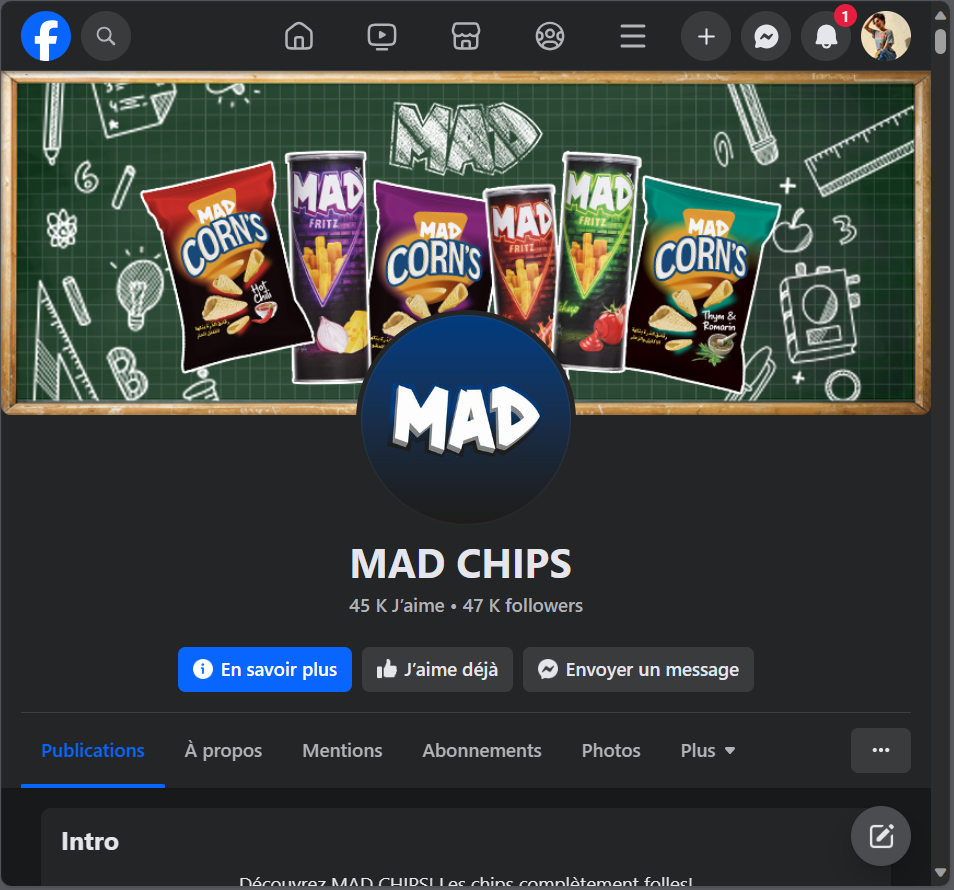 1
MAD
MAD
CORN'S
Hot
Chili
MAD
FRITZ
MAD
CORN'S
MAD
FRITZ
MAD
FRITZ
MAD
CORN'S
Thym &
Romarin
6
3
B
MAD
MAD CHIPS
45 K J’aime • 47 K followers
En savoir plus
J’aime déjà
Envoyer un message
Publications
À propos
Mentions
Abonnements
Photos
Plus
Intro
Découvrez MAD CHIPS! Les chips complètement folles!